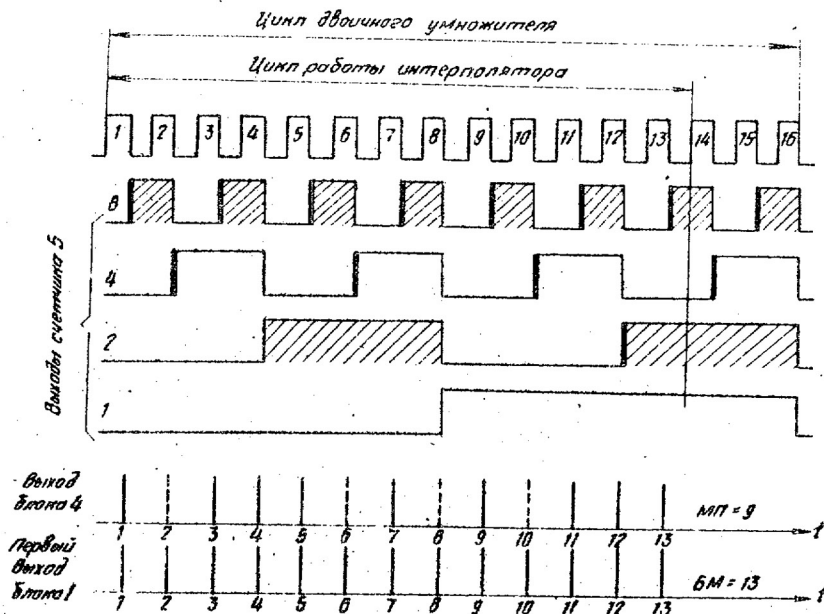 Цикл двоичного умножителя
Цикл работы интерполятора
1 2 3 4 5 6 7 8 9 10 11 12 13 14 15 16
Выходы счетчика 5
8
4
2
1
Выход
блока 4
1 2 3 4 5 6 7 8 9 10 11 12 13
МП = 9
t
Первый
выход
блока 1
1 2 3 4 5 6 7 8 9 10 11 12 13
БМ = 13
t